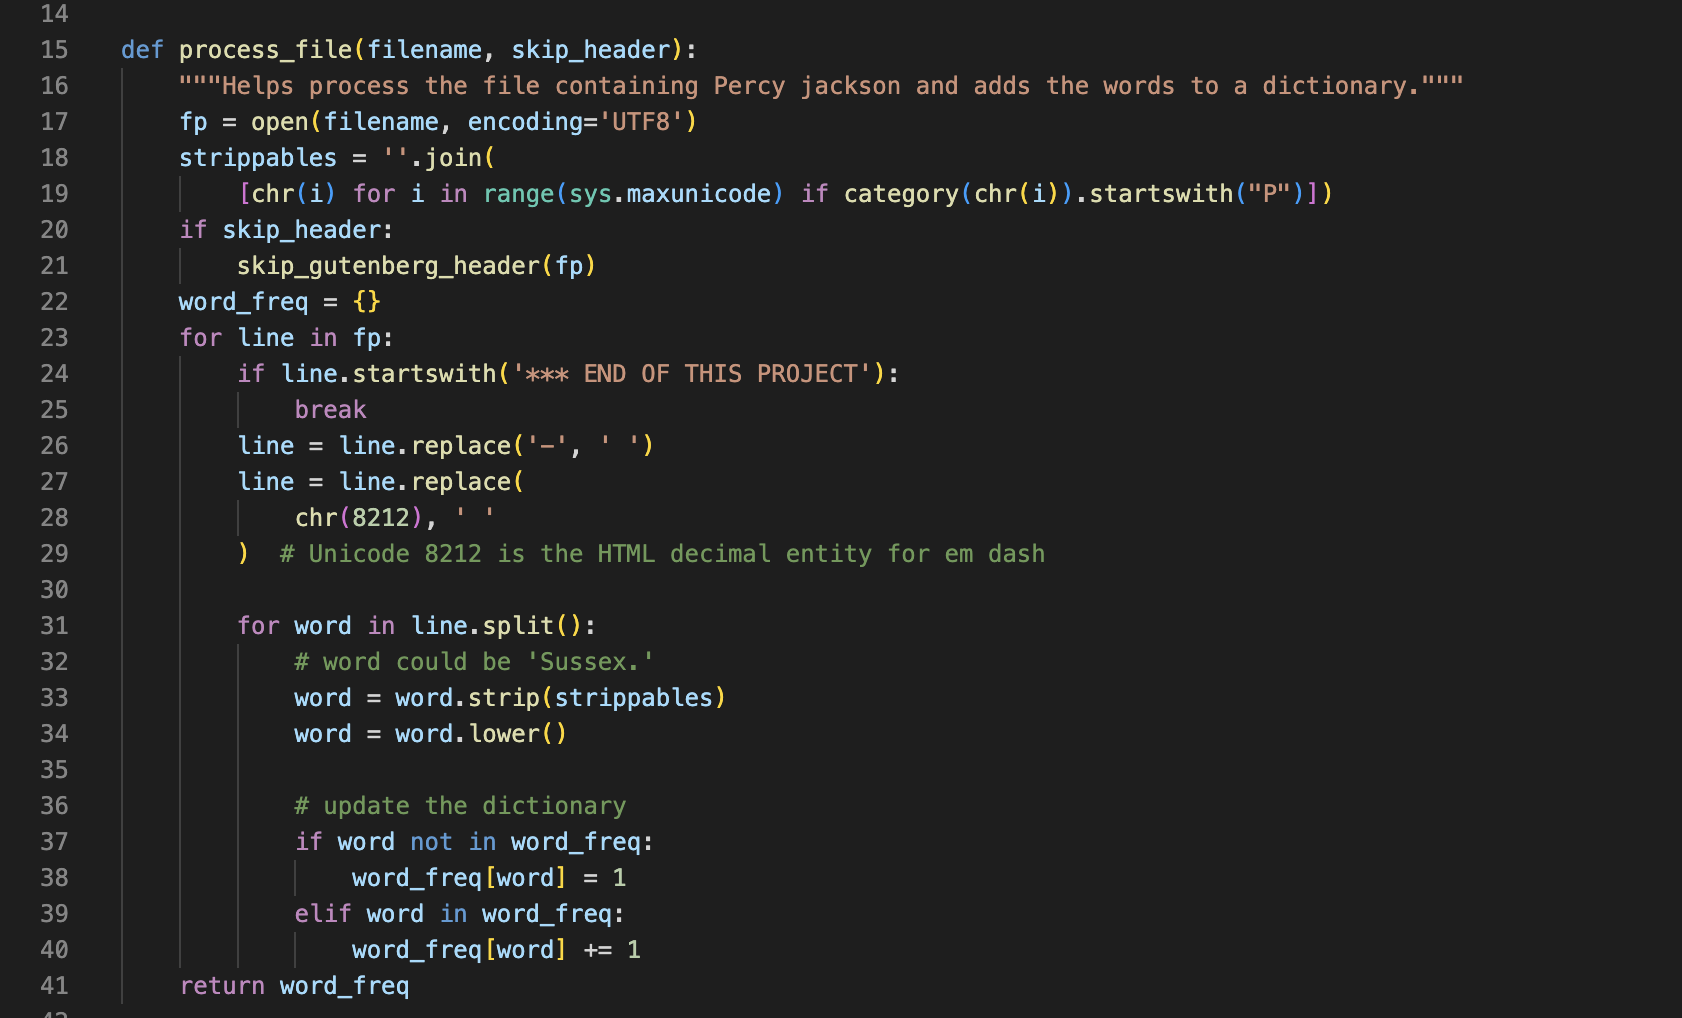 14
15 def process_file(filename, skip_header):
16     """Helps process the file containing Percy jackson and adds the words to a dictionary."""
17     fp = open(filename, encoding='UTF8')
18     strippables = ''.join(
19         [chr(i) for i in range(sys.maxunicode) if category(chr(i)).startswith("P")])
20     if skip_header:
21         skip_gutenberg_header(fp)
22     word_freq = {}
23     for line in fp:
24         if line.startswith('*** END OF THIS PROJECT'):
25             break
26         line = line.replace('-', ' ')
27         line = line.replace(
28             chr(8212), ' '
29         )  # Unicode 8212 is the HTML decimal entity for em dash
30
31         for word in line.split():
32             # word could be 'Sussex.'
33             word = word.strip(strippables)
34             word = word.lower()
35
36             # update the dictionary
37             if word not in word_freq:
38                 word_freq[word] = 1
39             elif word in word_freq:
40                 word_freq[word] += 1
41     return word_freq